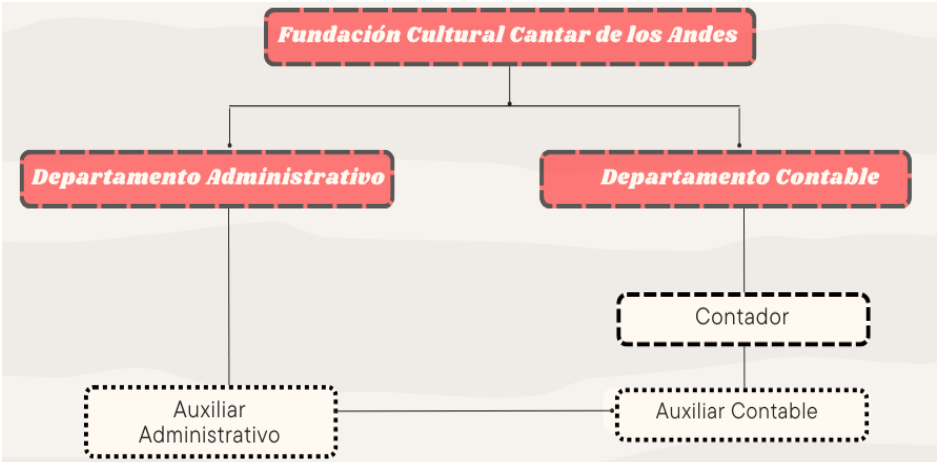 Fundación Cultural Cantar de los Andes
Departamento Administrativo
Departamento Contable
Contador
Auxiliar
Administrativo
Auxiliar Contable